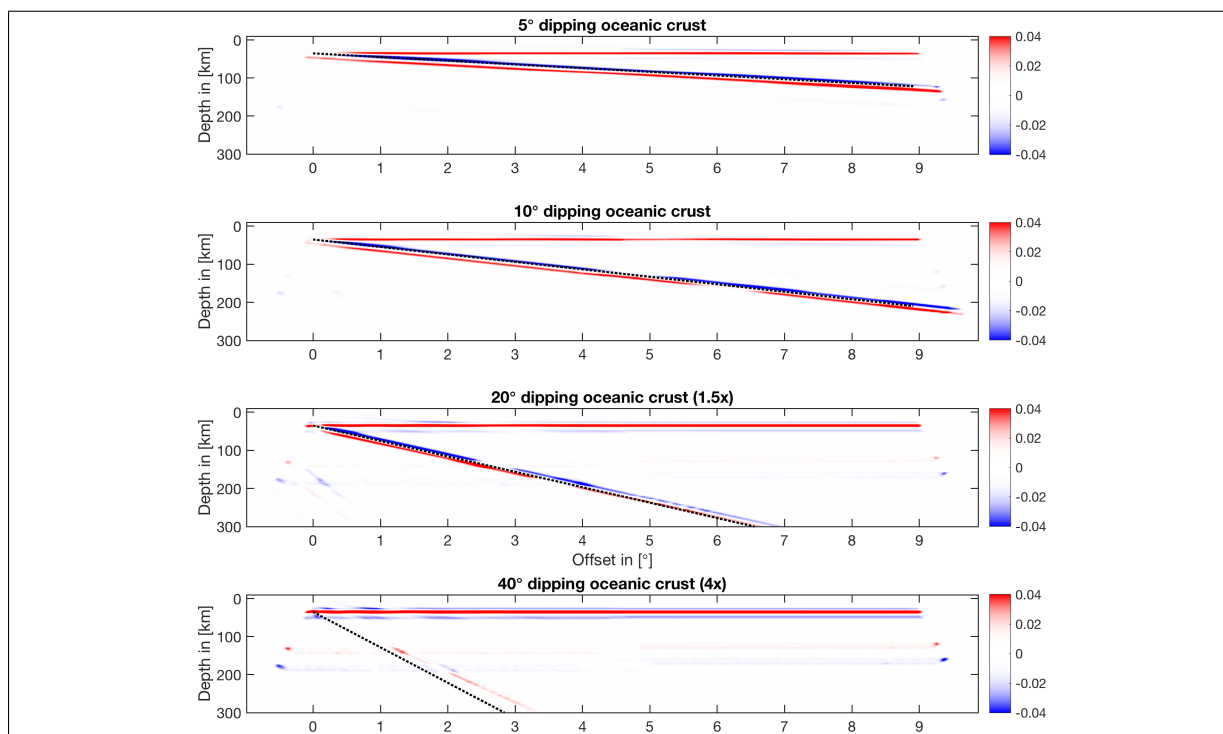 5° dipping oceanic crust
0
100
200
300
Depth in [km]
0 1 2 3 4 5 6 7 8 9
0.04
0.02
0
-0.02
-0.04
10° dipping oceanic crust
0
100
200
300
Depth in [km]
0 1 2 3 4 5 6 7 8 9
0.04
0.02
0
-0.02
-0.04
20° dipping oceanic crust (1.5x)
0
100
200
300
Depth in [km]
0 1 2 3 4 5 6 7 8 9
Offset in [°]
0.04
0.02
0
-0.02
-0.04
40° dipping oceanic crust (4x)
0
100
200
300
Depth in [km]
0 1 2 3 4 5 6 7 8 9
0.04
0.02
0
-0.02
-0.04